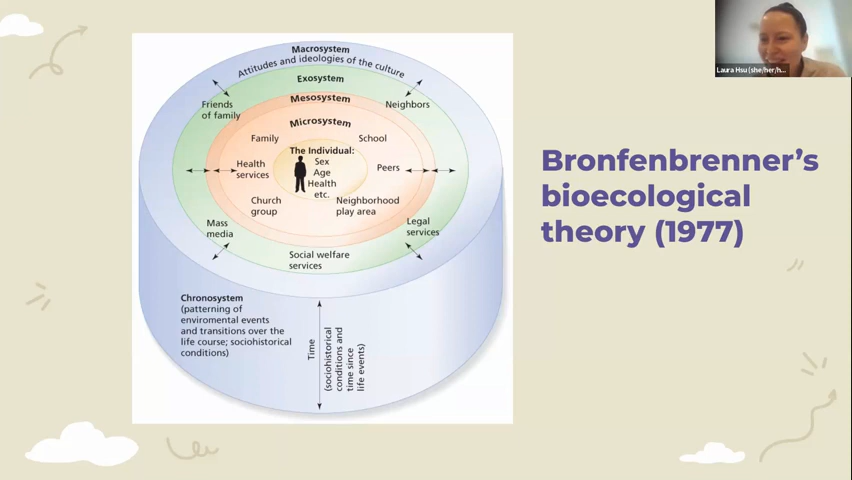 Macrosystem
Attitudes and ideologies of the culture
Exosystem
Mesosystem
Microsystem
Friends
of family
Neighbors
Family
School
The Individual:
Sex
Age
Health
etc.
Health
services
Peers
Church
group
Neighborhood
play area
Mass
media
Legal
services
Social welfare
services
Chronosystem
(patterning of
enviromental events
and transitions over the
life course; sociohistorical
conditions)
Time
(sociohistorical
conditions and
time since
life events)
Bronfenbrenner's
bioecological
theory (1977)
Laura Hsu (she/her/h...